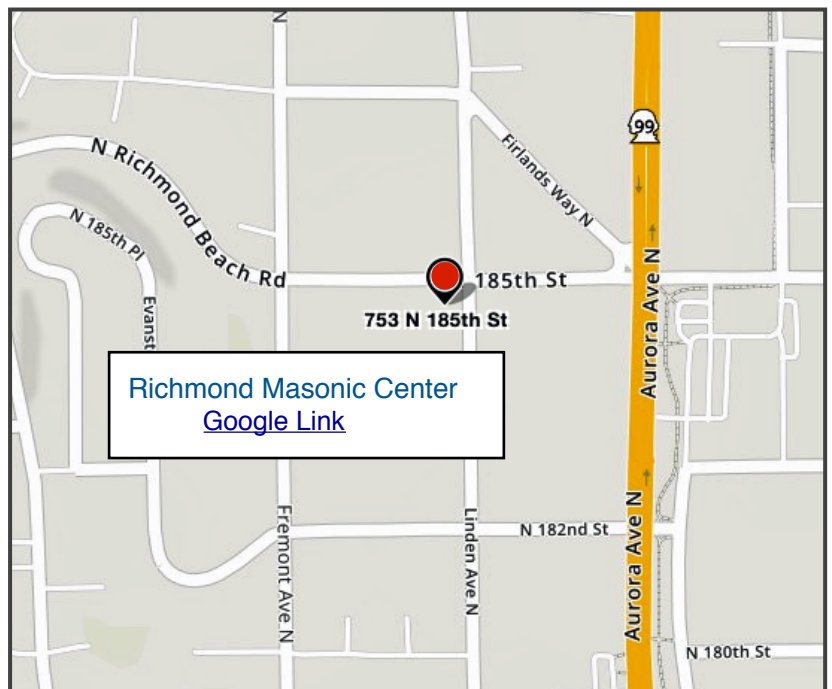 N
99
Firlands Way N
N Richmond Beach Rd
N 185th Pl
185th St
753 N 185th St
Aurora Ave N
Evanst
Richmond Masonic Center
Google Link
Fremont Ave N
Linden Ave N
N 182nd St
Aurora Ave N
N 180th St